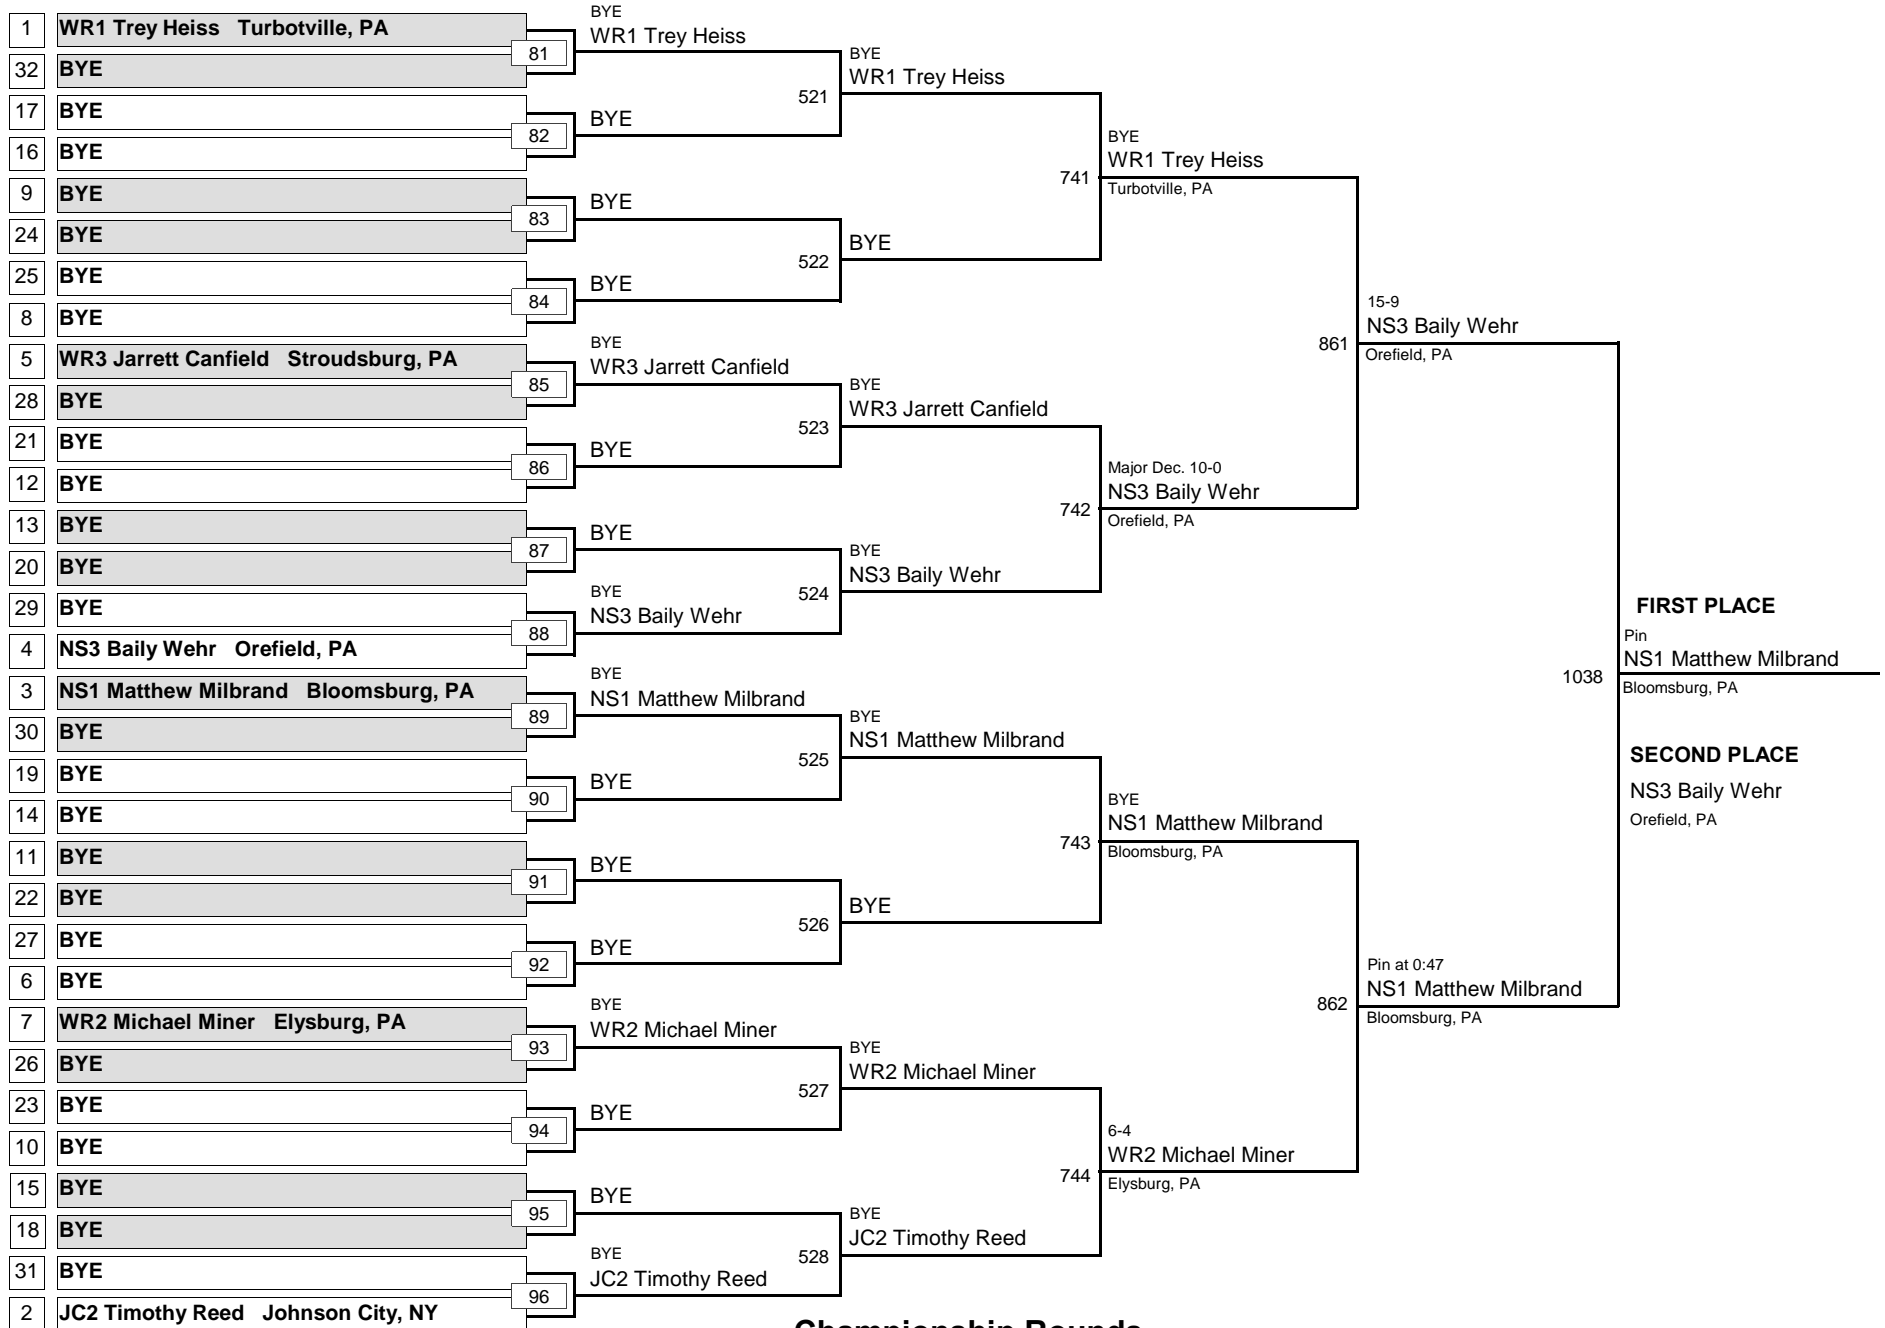 1 WR1 Trey Heiss Turbotville, PA
32 BYE
17 BYE
16 BYE
9 BYE
24 BYE
25 BYE
8 BYE
5 WR3 Jarrett Canfield Stroudsburg, PA
28 BYE
21 BYE
12 BYE
13 BYE
20 BYE
29 BYE
4 NS3 Baily Wehr Orefield, PA
3 NS1 Matthew Milbrand Bloomsburg, PA
30 BYE
19 BYE
14 BYE
11 BYE
22 BYE
27 BYE
6 BYE
7 WR2 Michael Miner Elysburg, PA
26 BYE
23 BYE
10 BYE
15 BYE
18 BYE
31 BYE
2 JC2 Timothy Reed Johnson City, NY
81
82
83
84
85
86
87
88
89
90
91
92
93
94
95
96
BYE
WR1 Trey Heiss
BYE
BYE
BYE
BYE
WR3 Jarrett Canfield
BYE
BYE
BYE
NS3 Baily Wehr
BYE
NS1 Matthew Milbrand
BYE
BYE
BYE
BYE
WR2 Michael Miner
BYE
BYE
BYE
JC2 Timothy Reed
521
522
523
524
525
526
527
528
BYE
WR1 Trey Heiss
BYE
BYE
WR3 Jarrett Canfield
BYE
NS3 Baily Wehr
BYE
NS1 Matthew Milbrand
BYE
BYE
WR2 Michael Miner
BYE
JC2 Timothy Reed
741
742
743
744
BYE
WR1 Trey Heiss
Turbotville, PA
Major Dec. 10-0
NS3 Baily Wehr
Orefield, PA
BYE
NS1 Matthew Milbrand
Bloomsburg, PA
6-4
WR2 Michael Miner
Elysburg, PA
861
862
15-9
NS3 Baily Wehr
Orefield, PA
Pin at 0:47
NS1 Matthew Milbrand
Bloomsburg, PA
1038
FIRST PLACE
Pin
NS1 Matthew Milbrand
Bloomsburg, PA
SECOND PLACE
NS3 Baily Wehr
Orefield, PA
Championship Rounds